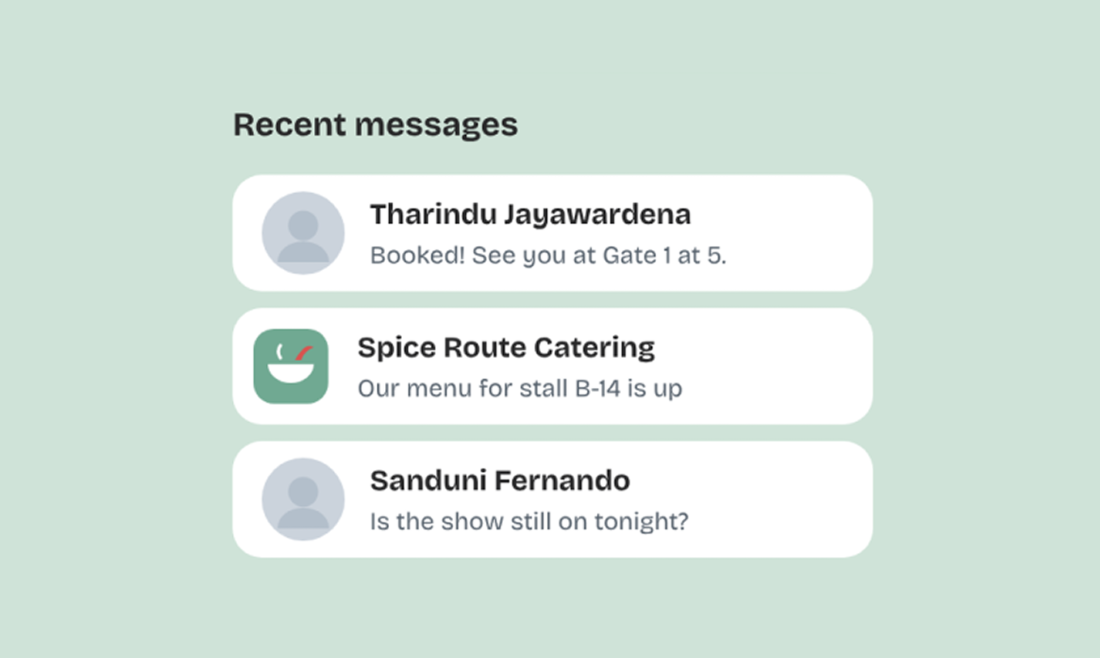 Recent messages
Tharindu Jayawardena
Booked! See you at Gate 1 at 5.
Spice Route Catering
Our menu for stall B-14 is up
Sanduni Fernando
Is the show still on tonight?